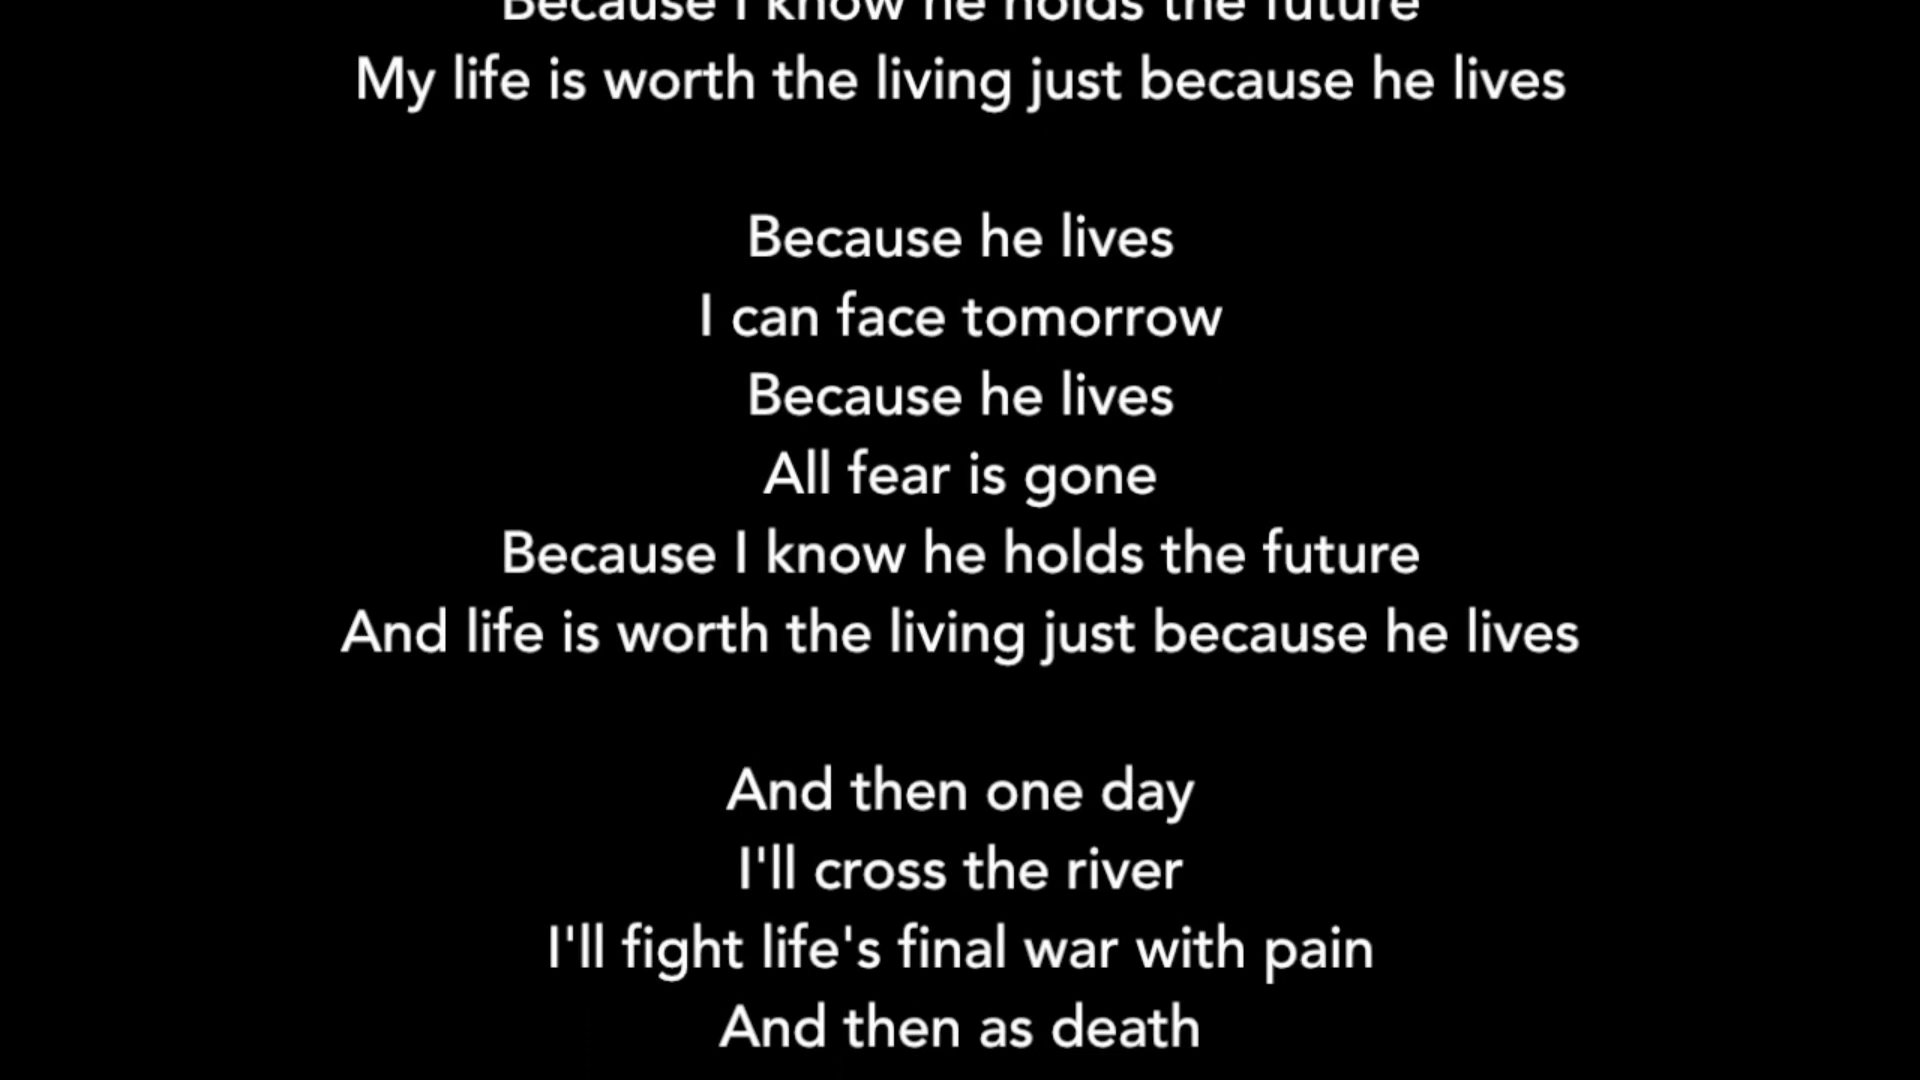 Because I know he holds the future
My life is worth the living just because he lives
Because he lives
I can face tomorrow
Because he lives
All fear is gone
Because I know he holds the future
And life is worth the living just because he lives
And then one day
I'll cross the river
I'll fight life's final war with pain
And then as death